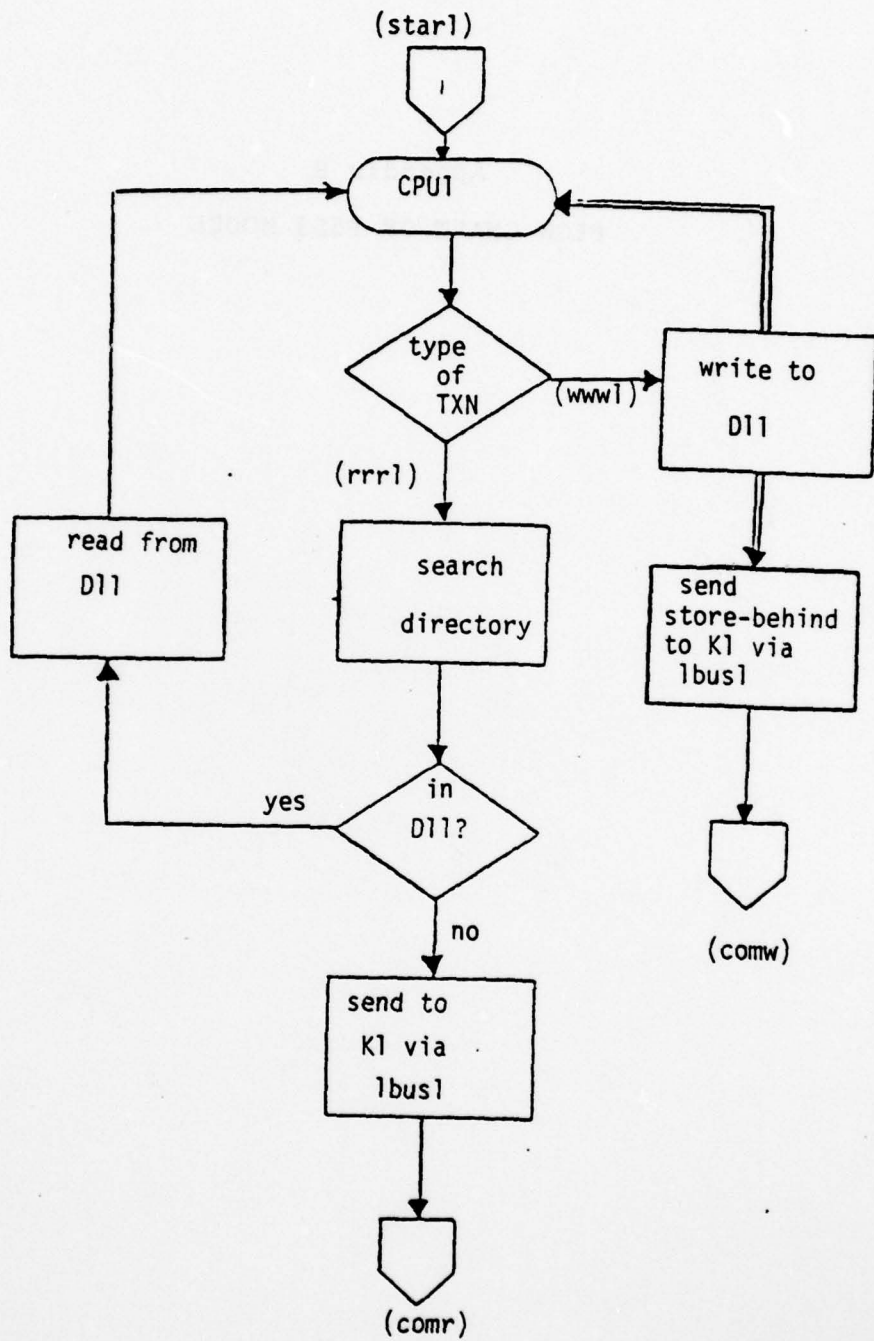 (star1)
1
CPU1
type
of
TXN
(www1)
write to
D11
(rrr1)
read from
D11
search
directory
send
store-behind
to K1 via
lbus1
yes
in
D11?
no
(comw)
send to
K1 via
lbus1
(comr)